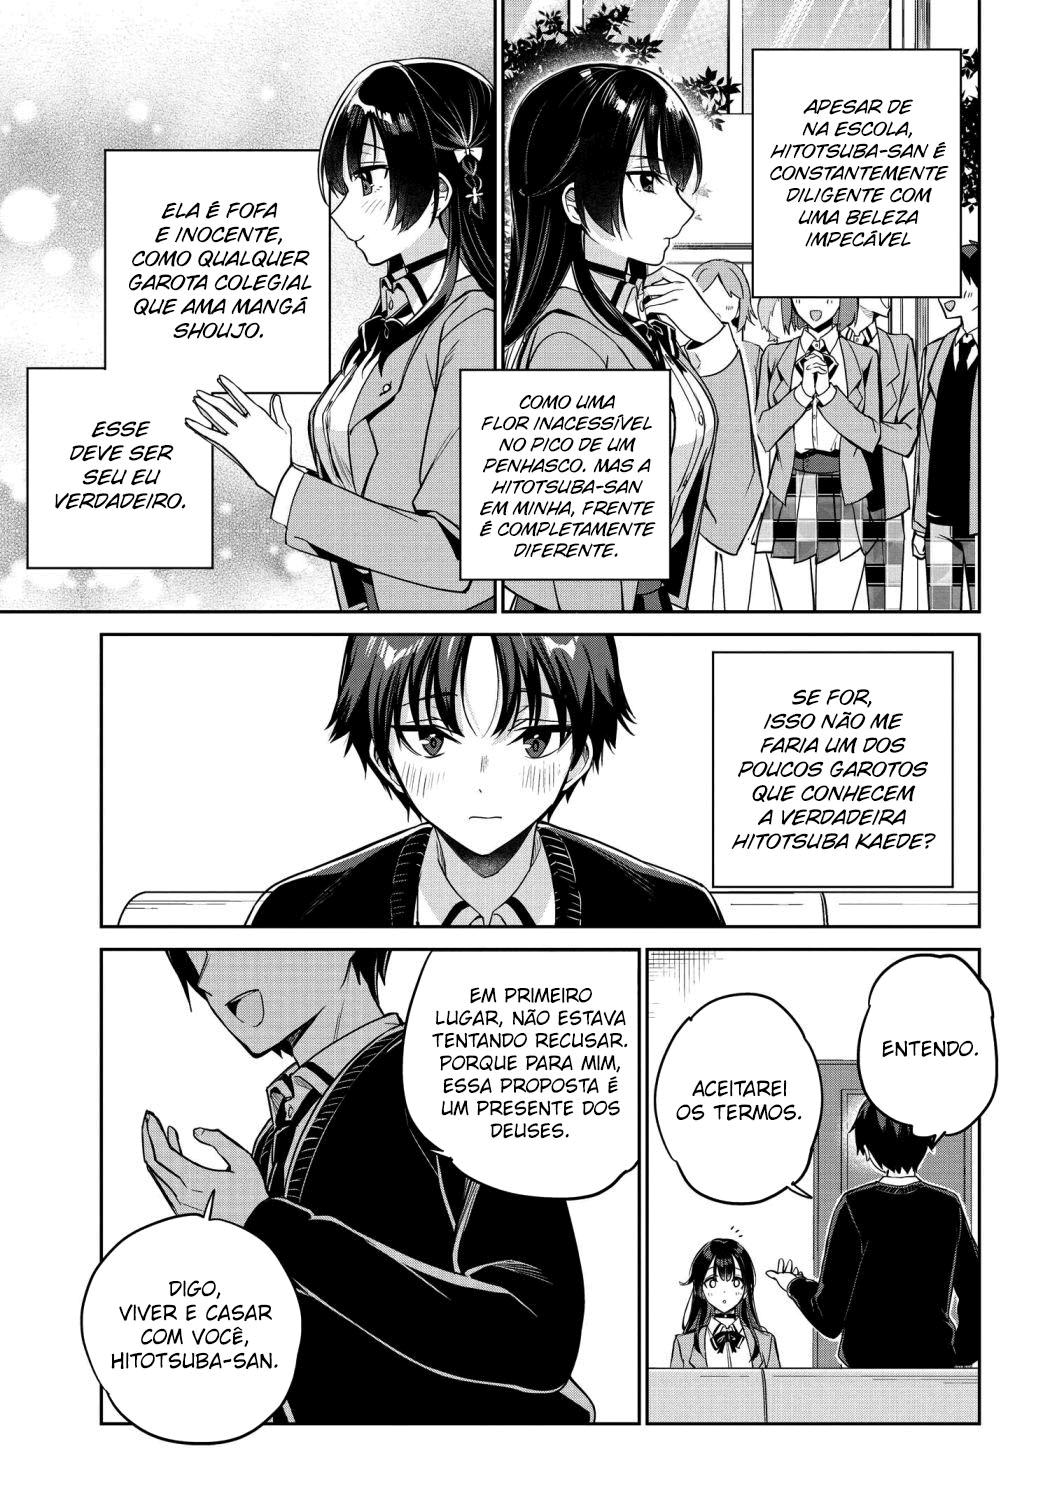 APESAR DE
NA ESCOLA,
HITOTSUBA-SAN É
CONSTANTEMENTE
DILIGENTE COM
UMA BELEZA
IMPECÁVEL
COMO UMA
FLOR INACESSÍVEL
NO PICO DE UM
PENHASCO. MAS A
HITOTSUBA-SAN
EM MINHA, FRENTE
É COMPLETAMENTE
DIFERENTE.
ELA É FOFA
E INOCENTE,
COMO QUALQUER
GAROTA COLEGIAL
QUE AMA MANGÁ
SHOUJO.
ESSE
DEVE SER
SEU EU
VERDADEIRO.
SE FOR,
ISSO NÃO ME
FARIA UM DOS
POUCOS GAROTOS
QUE CONHECEM
A VERDADEIRA
HITOTSUBA KAEDE?
ENTENDO.
ACEITAREI
OS TERMOS.
EM PRIMEIRO
LUGAR, NÃO ESTAVA
TENTANDO RECUSAR.
PORQUE PARA MIM,
ESSA PROPOSTA É
UM PRESENTE DOS
DEUSES.
DIGO,
VIVER E CASAR
COM VOCÊ,
HITOTSUBA-SAN.